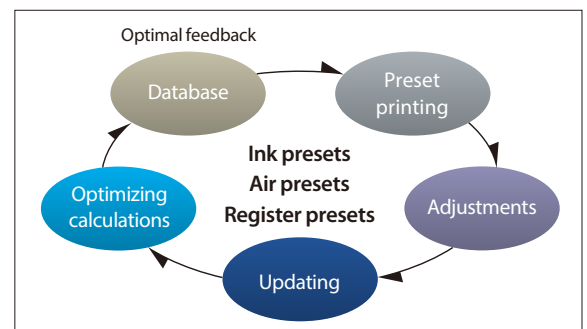 Optimal feedback
Database
Preset
printing
Ink presets
Air presets
Register presets
Optimizing
calculations
Adjustments
Updating